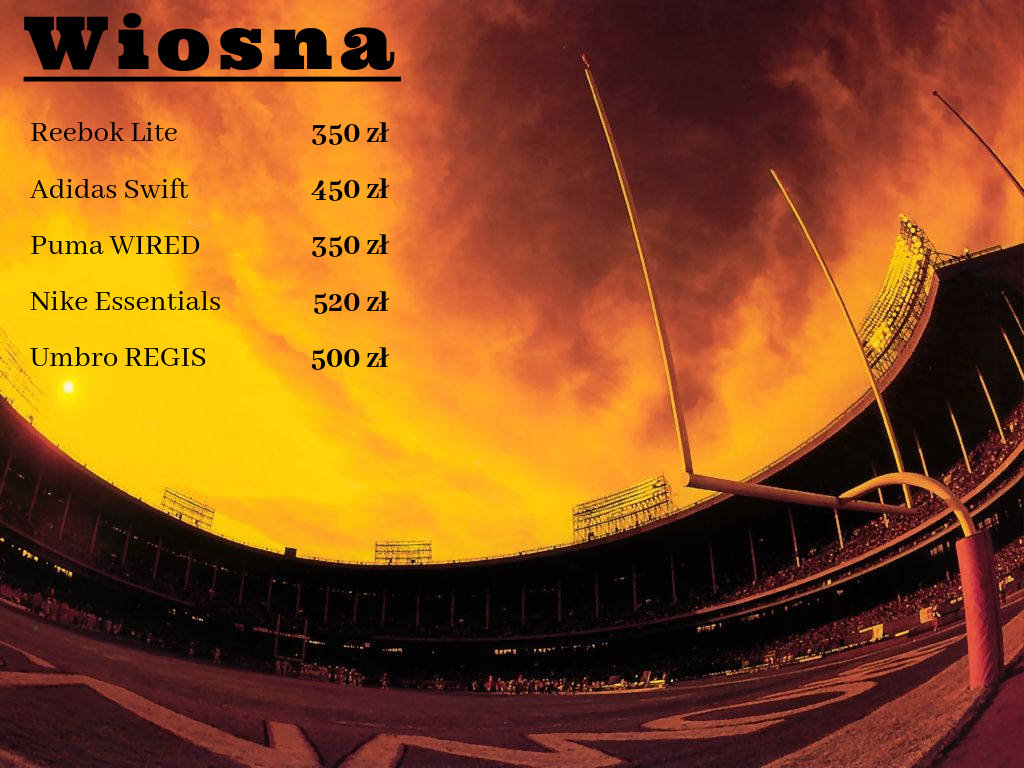 Wiosna
Reebok Lite 350 zł
Adidas Swift 450 zł
Puma WIRED 350 zł
Nike Essentials 520 zł
Umbro REGIS 500 zł